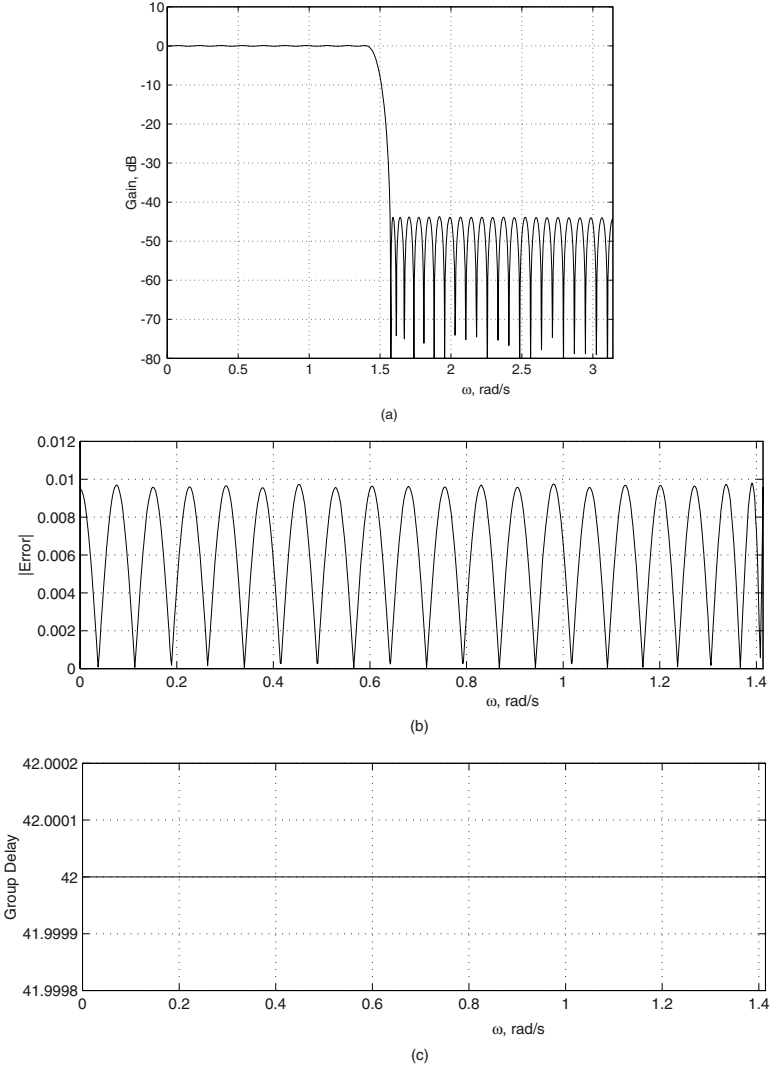 10
0
-10
-20
-30
-40
-50
-60
-70
-80
Gain, dB
0 0.5 1 1.5 2 2.5 3
ω, rad/s
(a)
0.012
0.01
0.008
0.006
0.004
0.002
0
|Error|
0 0.2 0.4 0.6 0.8 1 1.2 1.4
ω, rad/s
(b)
42.0002
42.0001
42
41.9999
41.9998
Group Delay
0 0.2 0.4 0.6 0.8 1 1.2 1.4
ω, rad/s
(c)